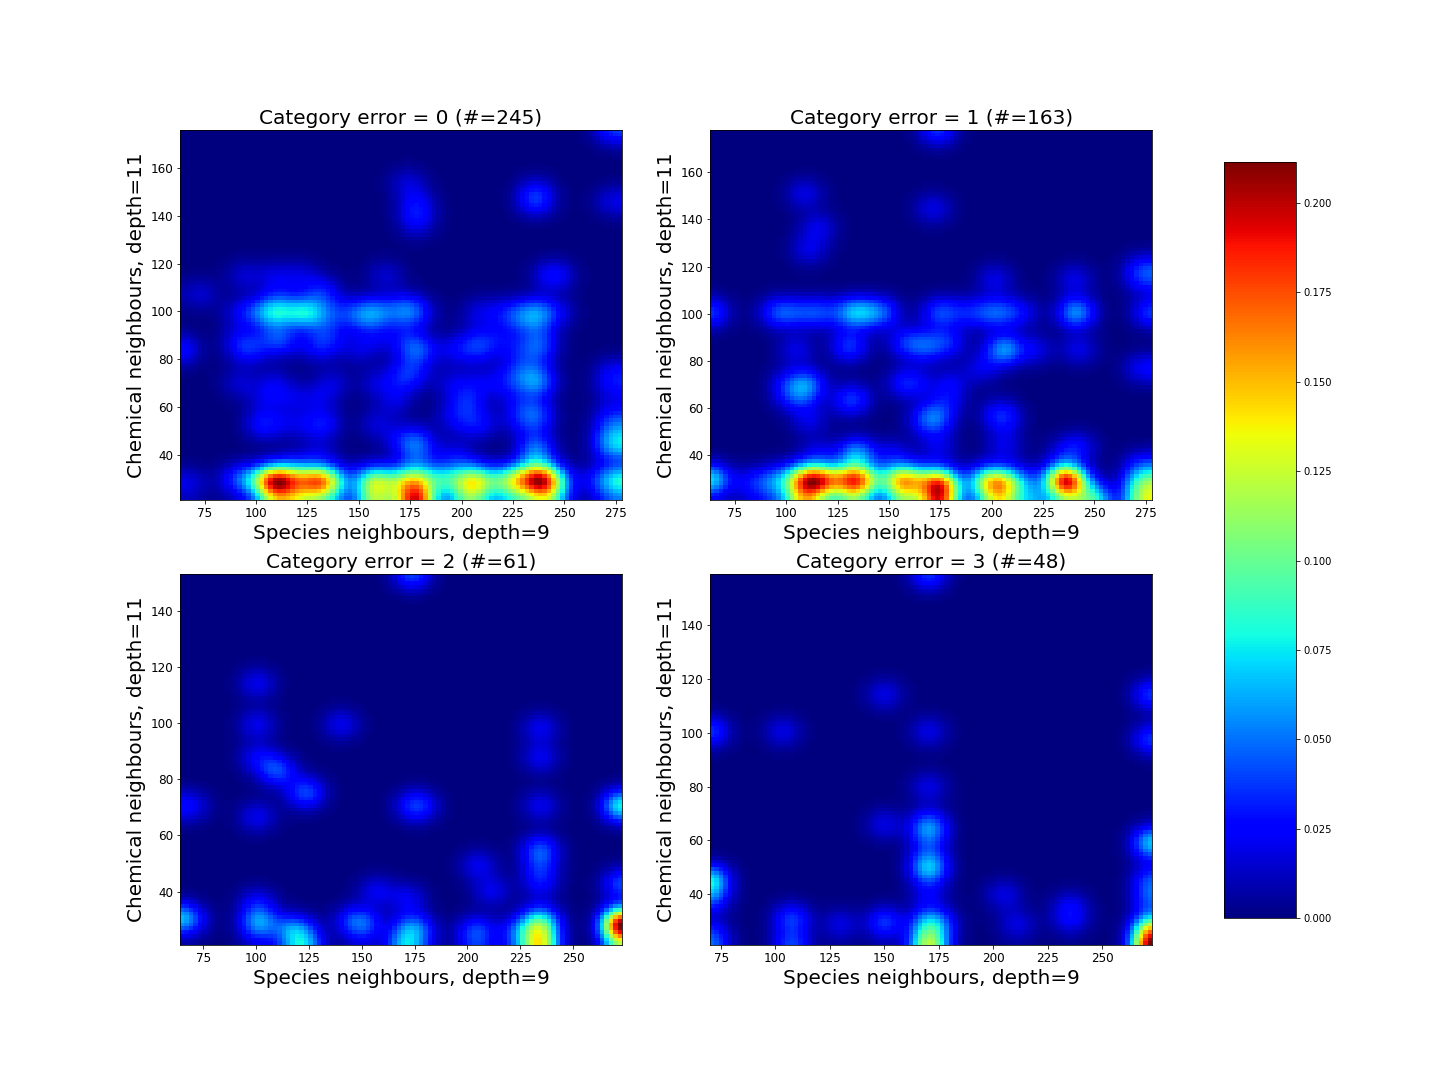 Category error = 0 (#=245)
Chemical neighbours, depth=11
160
140
120
100
80
60
40
75 100 125 150 175 200 225 250 275
Species neighbours, depth=9
Category error = 1 (#=163)
Chemical neighbours, depth=11
160
140
120
100
80
60
40
75 100 125 150 175 200 225 250 275
Species neighbours, depth=9
Category error = 2 (#=61)
Chemical neighbours, depth=11
140
120
100
80
60
40
75 100 125 150 175 200 225 250
Species neighbours, depth=9
Category error = 3 (#=48)
Chemical neighbours, depth=11
140
120
100
80
60
40
75 100 125 150 175 200 225 250
Species neighbours, depth=9
0.200
0.175
0.150
0.125
0.100
0.075
0.050
0.025
0.000